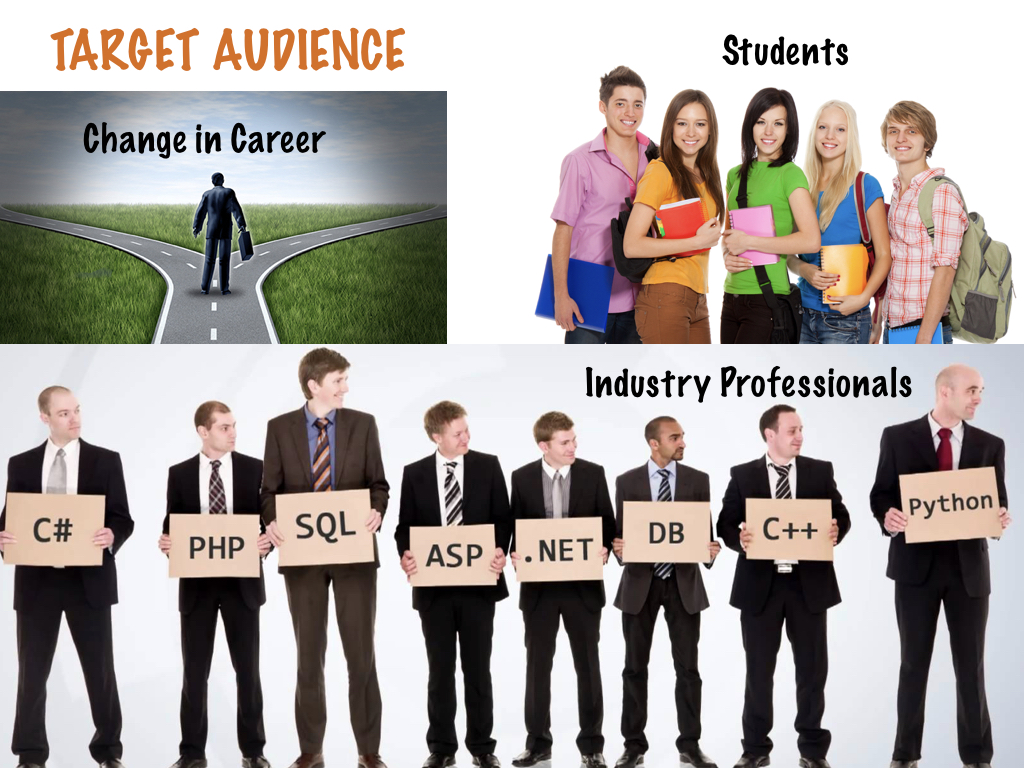 TARGET AUDIENCE
Students
Change in Career
Industry Professionals
C#
PHP
SQL
ASP
.NET
DB
C++
Python